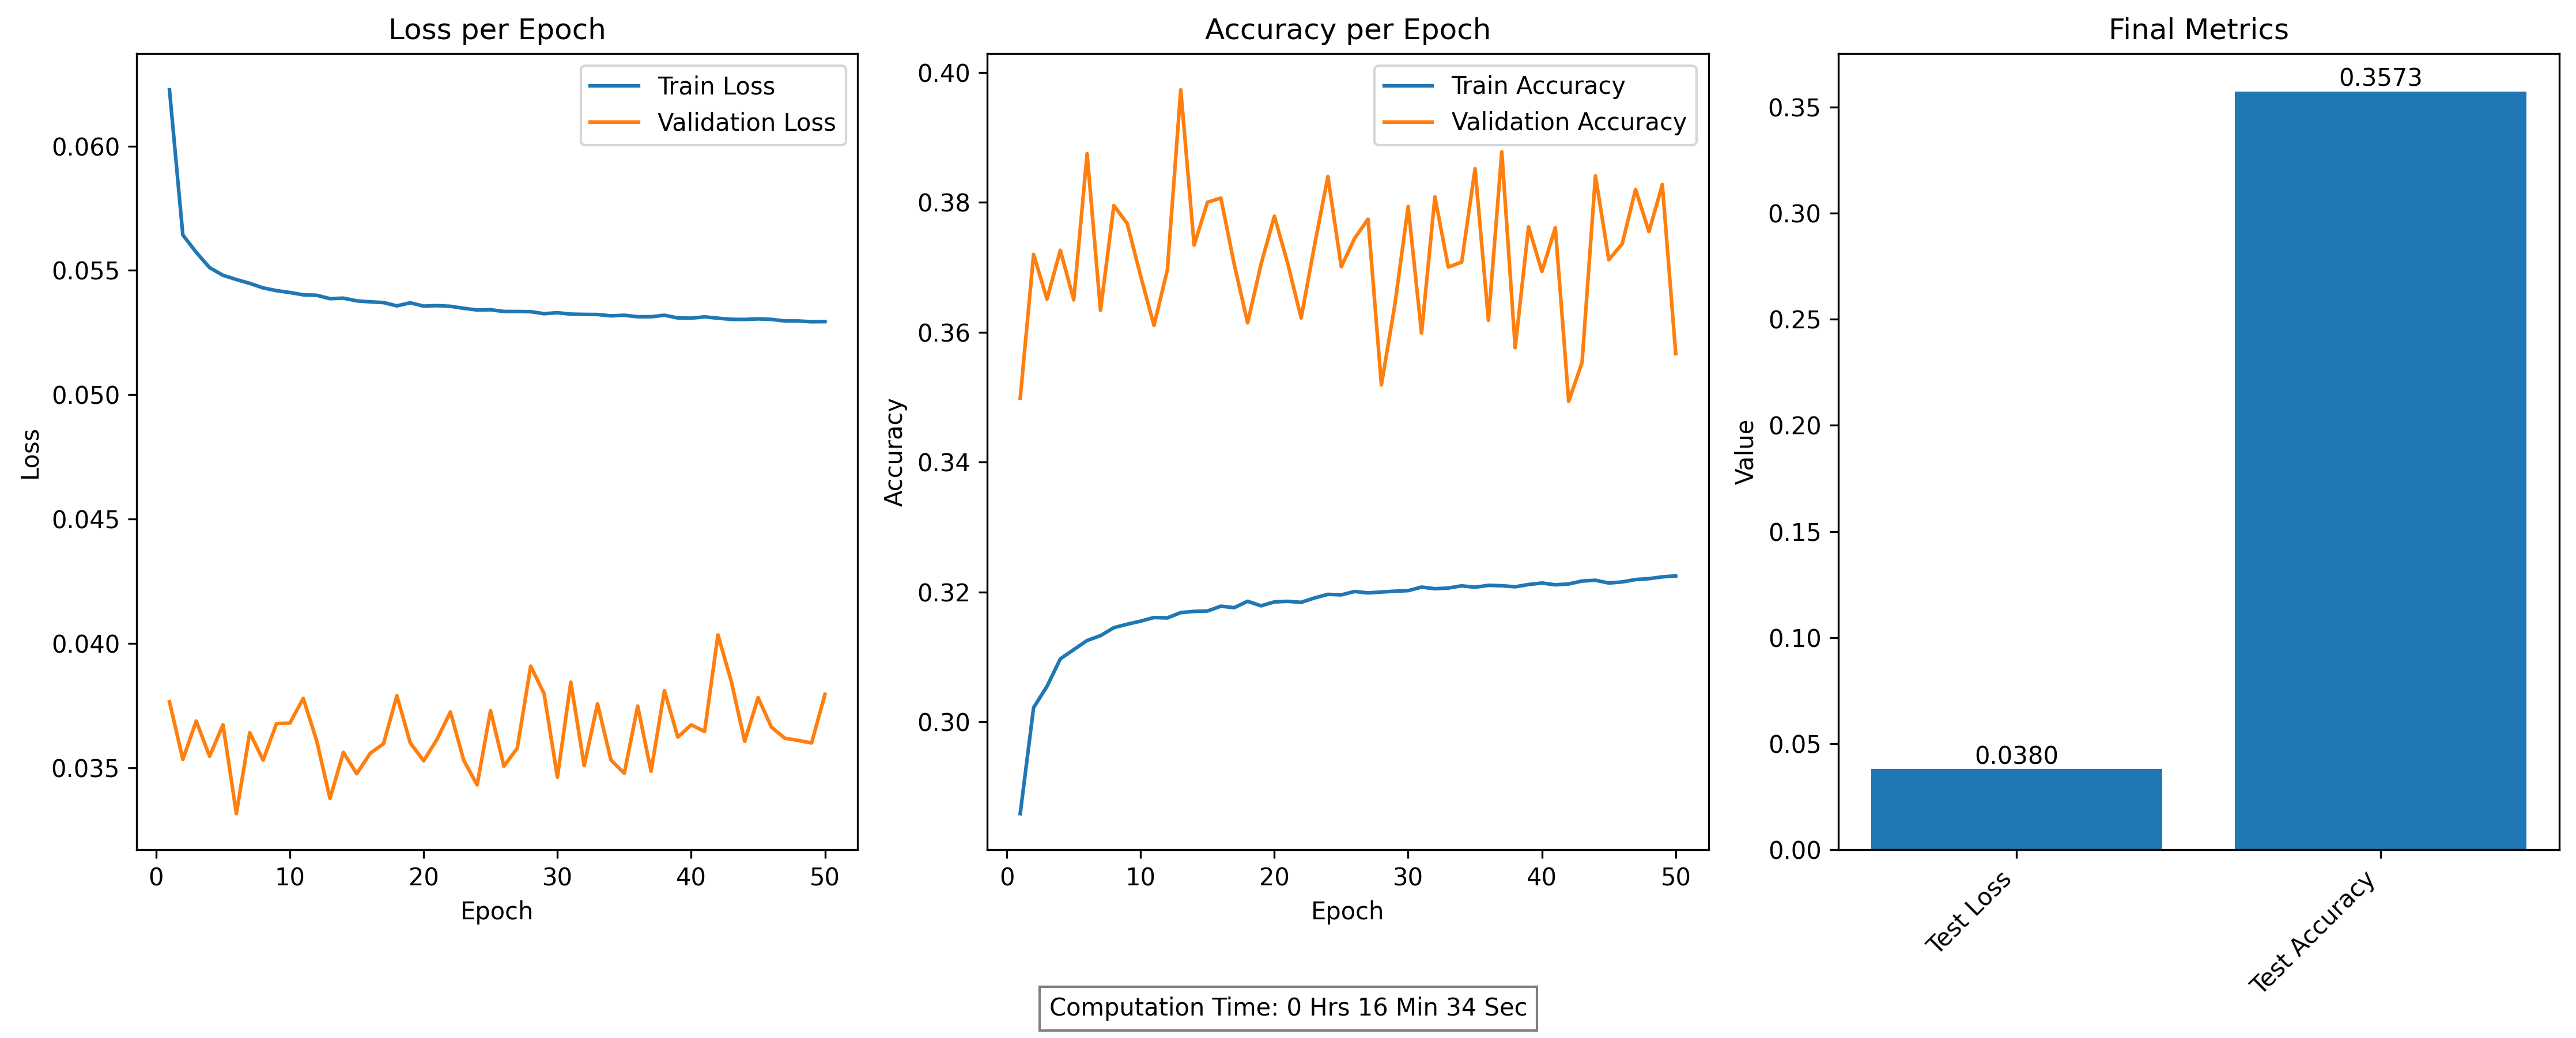 Loss per Epoch
Train Loss
Validation Loss
0.060
0.055
0.050
0.045
0.040
0.035
Loss
0
10
20
30
40
50
Epoch
Accuracy per Epoch
Train Accuracy
Validation Accuracy
0.40
0.38
0.36
0.34
0.32
0.30
Accuracy
0
10
20
30
40
50
Epoch
Final Metrics
0.3573
0.0380
0.35
0.30
0.25
0.20
0.15
0.10
0.05
0.00
Value
Test Loss
Test Accuracy
Computation Time: 0 Hrs 16 Min 34 Sec